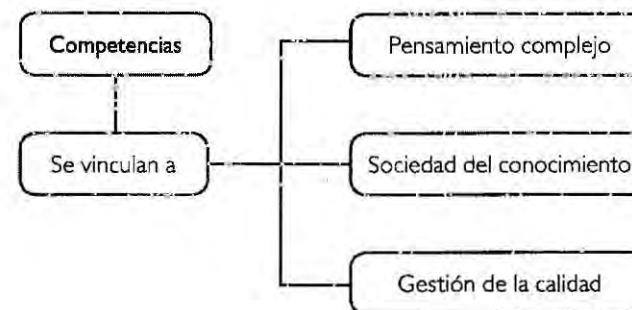 Competencias
Se vinculan a
Pensamiento complejo
Sociedad del conocimiento
Gestión de la calidad